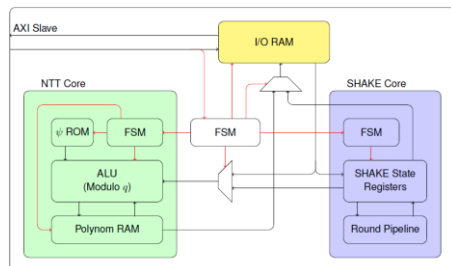 AXI Slave
I/O RAM
NTT Core
SHAKE Core
ψ ROM
FSM
FSM
FSM
ALU
(Modulo q)
SHAKE State
Registers
Polynom RAM
Round Pipeline